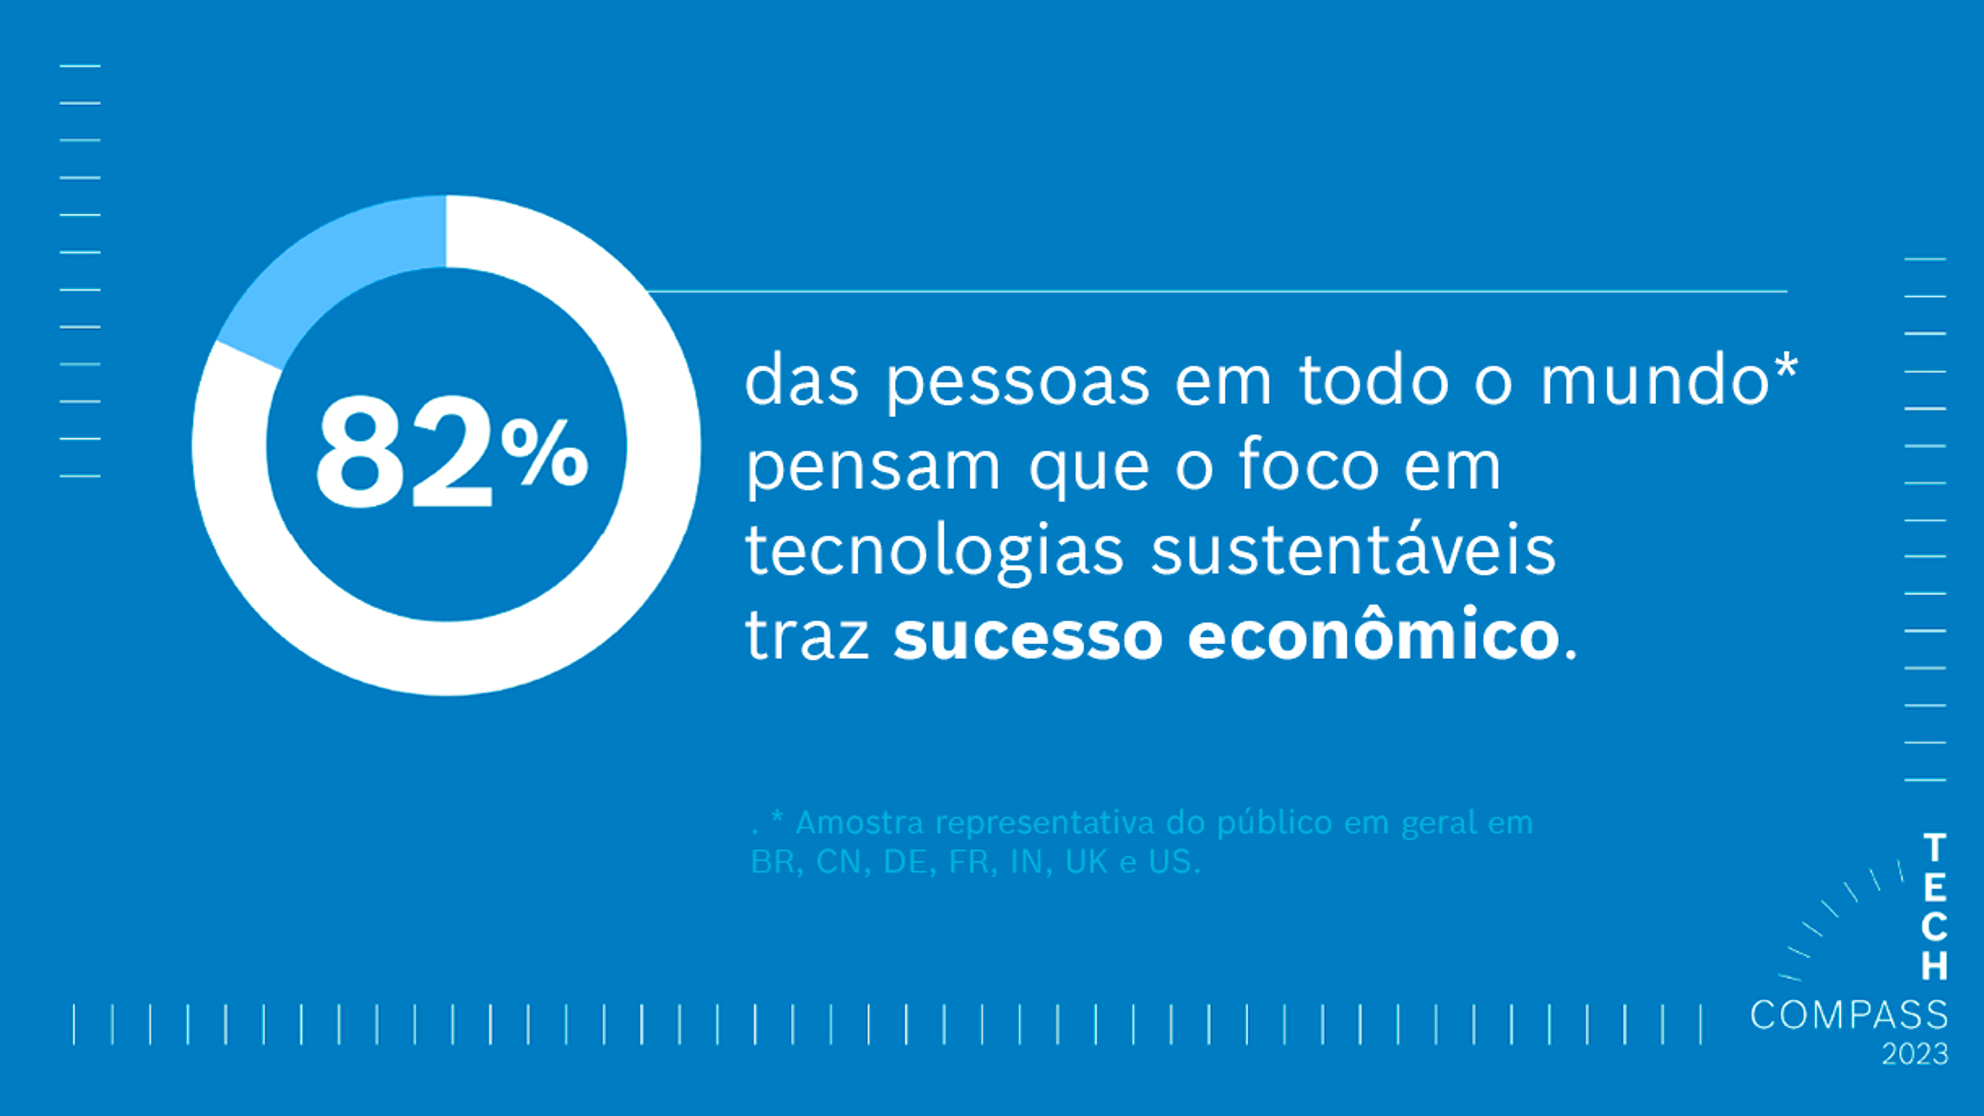 82%
das pessoas em todo o mundo*
pensam que o foco em
tecnologias sustentáveis
traz sucesso econômico.
. * Amostra representativa do público em geral em
BR, CN, DE, FR, IN, UK e US.
TECH
COMPASS
2023